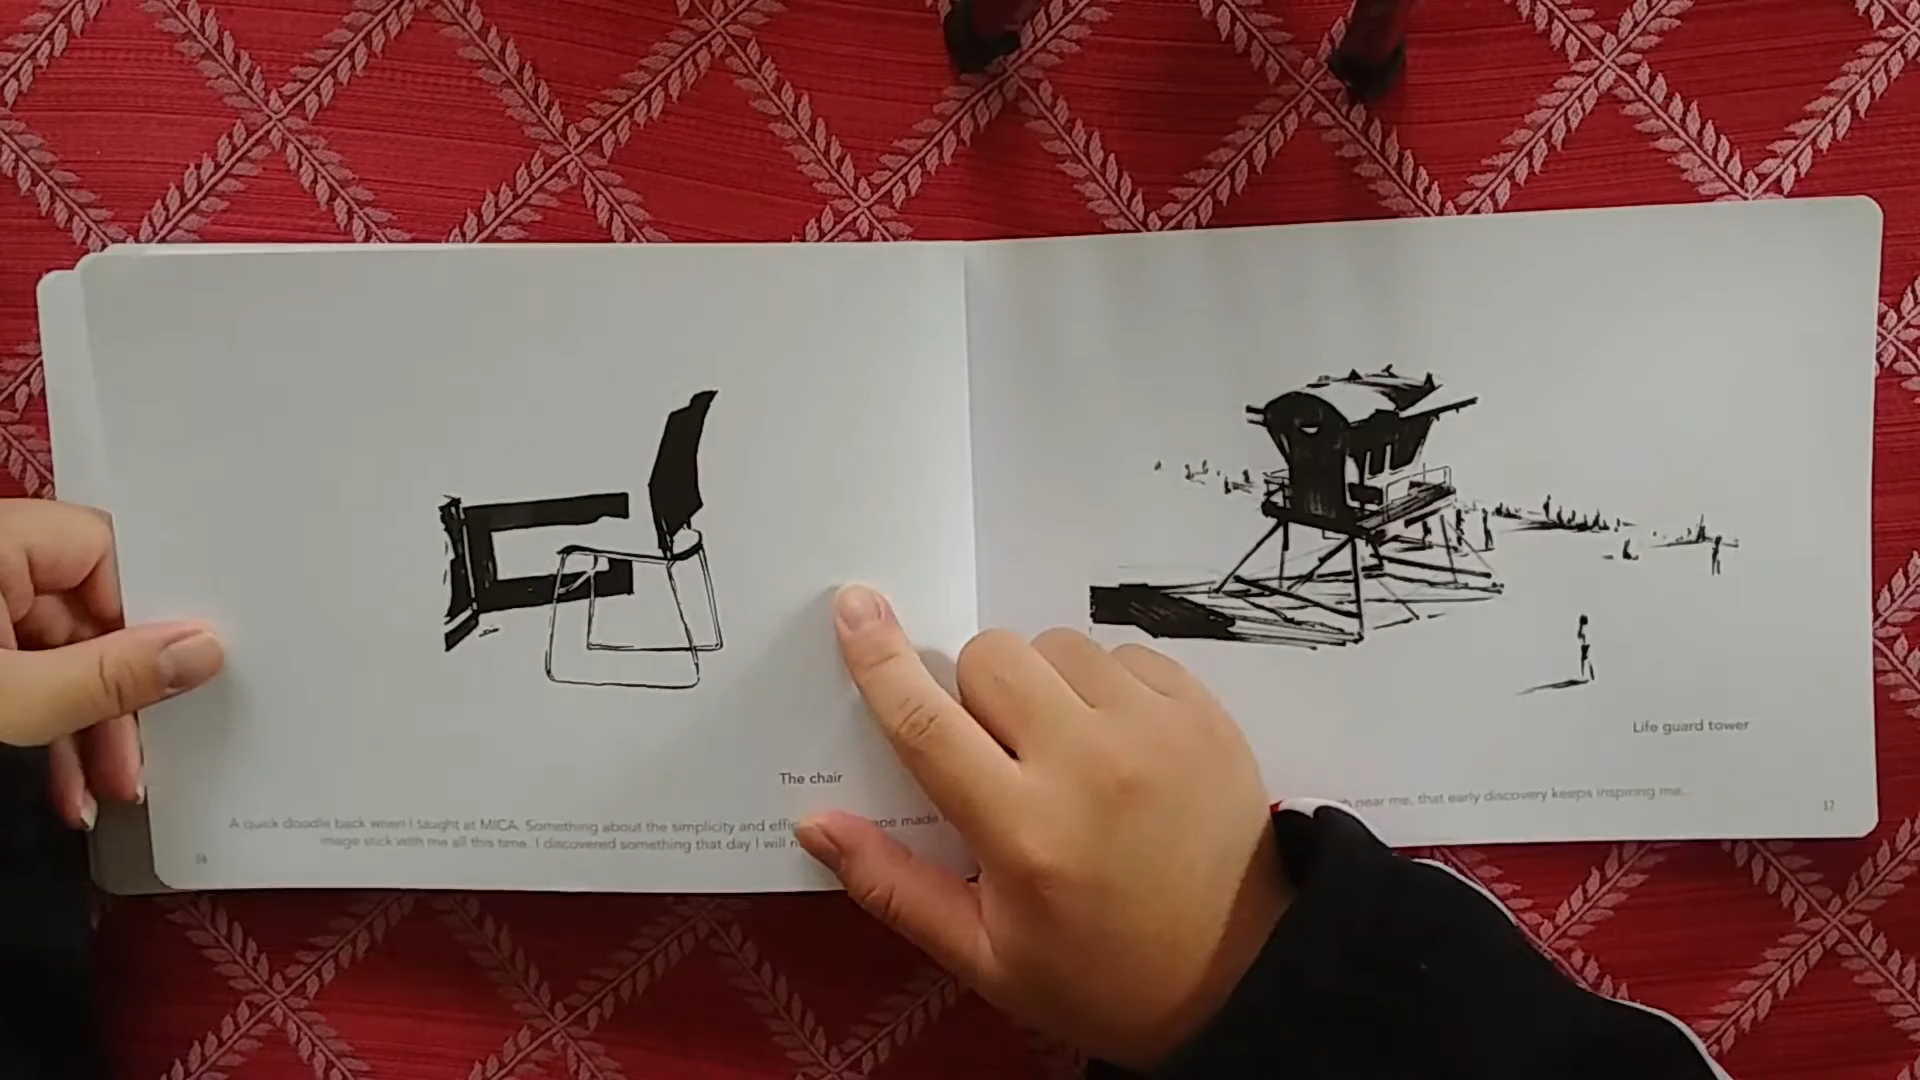 The chair
A quick doodle back when I taught at MICA. Something about the simplicity and made
image stick with me all this time. I discovered something that day I will
16
Life guard tower
near me, that early discovery keeps inspiring me.
17